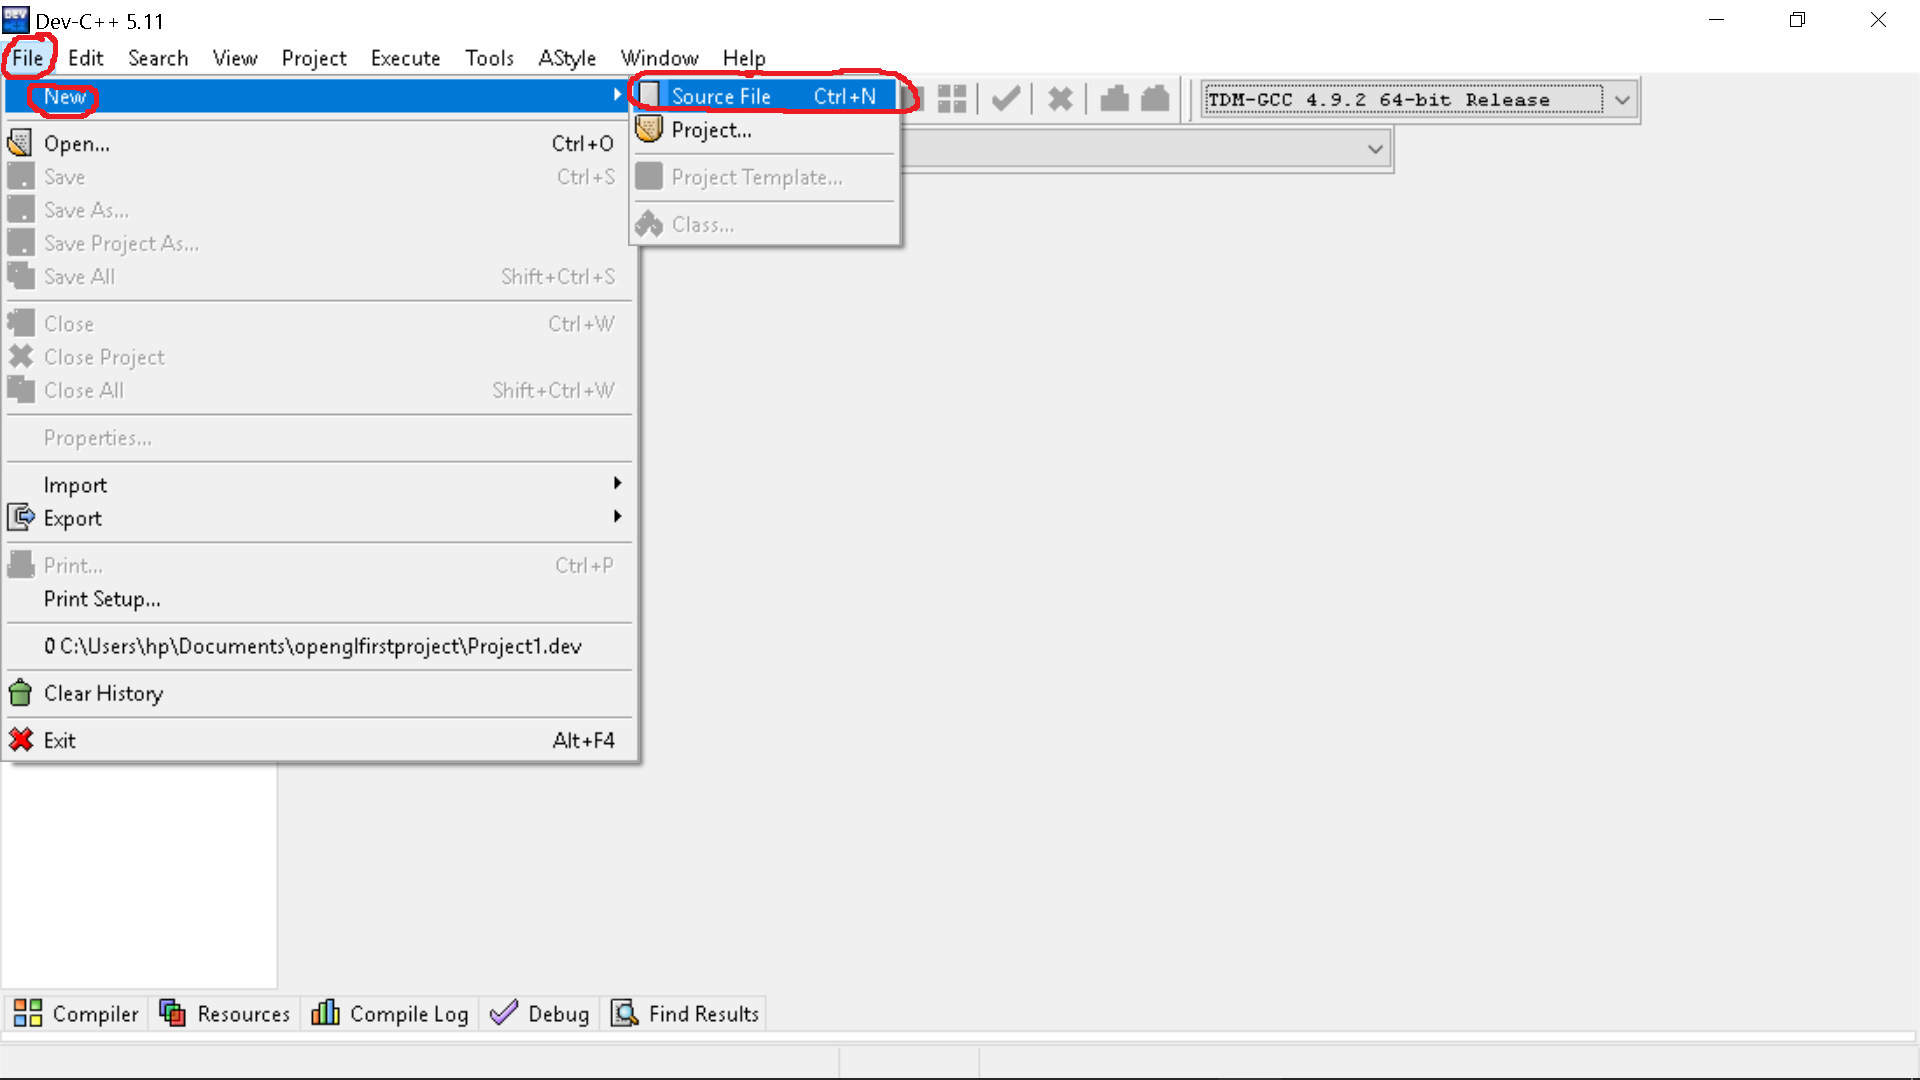 Dev-C++ 5.11
File Edit Search View Project Execute Tools AStyle Window Help
New
Source File Ctrl+N
TDM-GCC 4.9.2 64-bit Release
Project...
Open... Ctrl+O
Save Ctrl+S
Project Template...
Save As...
Class...
Save Project As...
Save All Shift+Ctrl+S
Close Ctrl+W
Close Project
Close All Shift+Ctrl+W
Properties...
Import
Export
Print... Ctrl+P
Print Setup...
0 C:\Users\hp\Documents\openglfirstproject\Project1.dev
Clear History
Exit Alt+F4
Compiler Resources Compile Log Debug Find Results